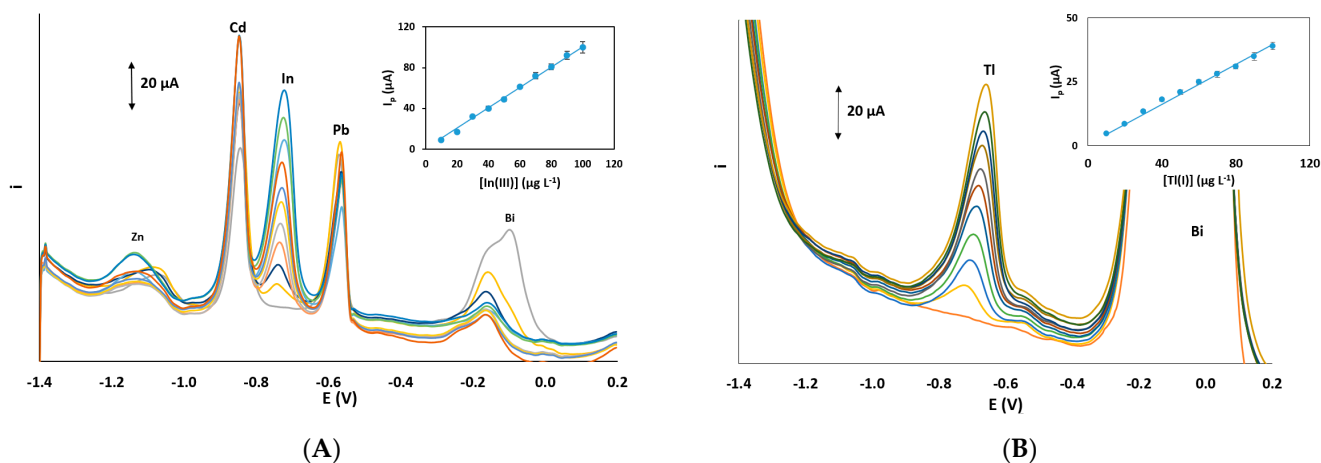 Cd
20 µA
In
Pb
Zn
Bi
i
-1.4
-1.2
-1.0
-0.8
-0.6
-0.4
-0.2
0.0
0.2
E (V)
120
80
40
0
0 20 40 60 80 100 120
Iₚ (µA)
[In(III)] (µg L⁻¹)
(A)
20 µA
Tl
Bi
i
-1.4
-1.2
-1.0
-0.8
-0.6
-0.4
-0.2
0.0
0.2
E (V)
50
25
0
0 40 80 120
Iₚ (µA)
[Tl(I)] (µg L⁻¹)
(B)